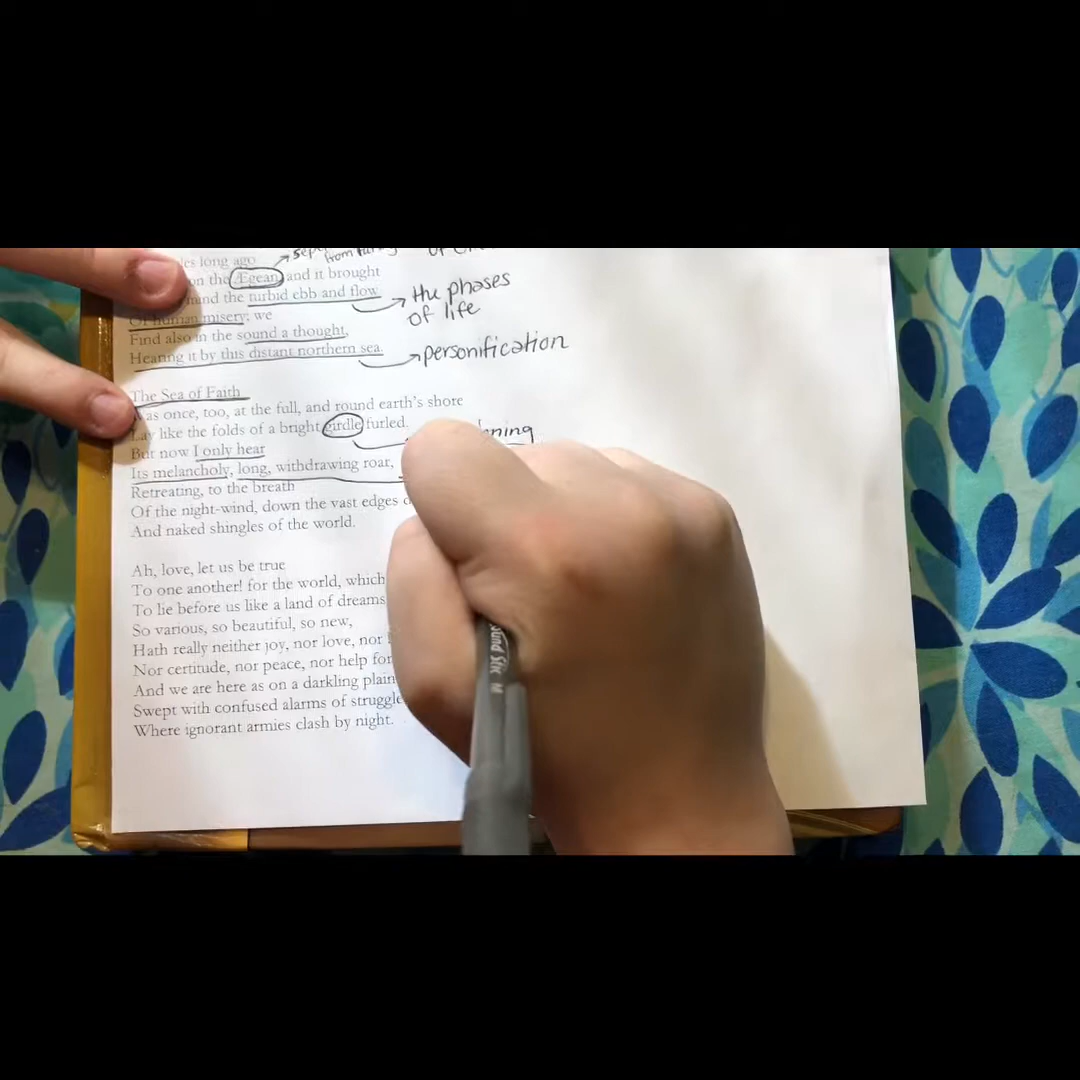 long ago
from
on the Ægean, and it brought
the turbid ebb and flow
the phases
of life
Of human misery; we
Find also in the sound a thought,
Hearing it by this distant northern sea.
personification
The Sea of Faith
Was once, too, at the full, and round earth's shore
Lay like the folds of a bright girdle furled.
But now I only hear
Its melancholy, long, withdrawing roar,
Retreating, to the breath
Of the night-wind, down the vast edges
And naked shingles of the world.
Ah, love, let us be true
To one another! for the world, which
To lie before us like a land of dreams
So various, so beautiful, so new,
Hath really neither joy, nor love, nor
Nor certitude, nor peace, nor help for
And we are here as on a darkling plain
Swept with confused alarms of struggle
Where ignorant armies clash by night.